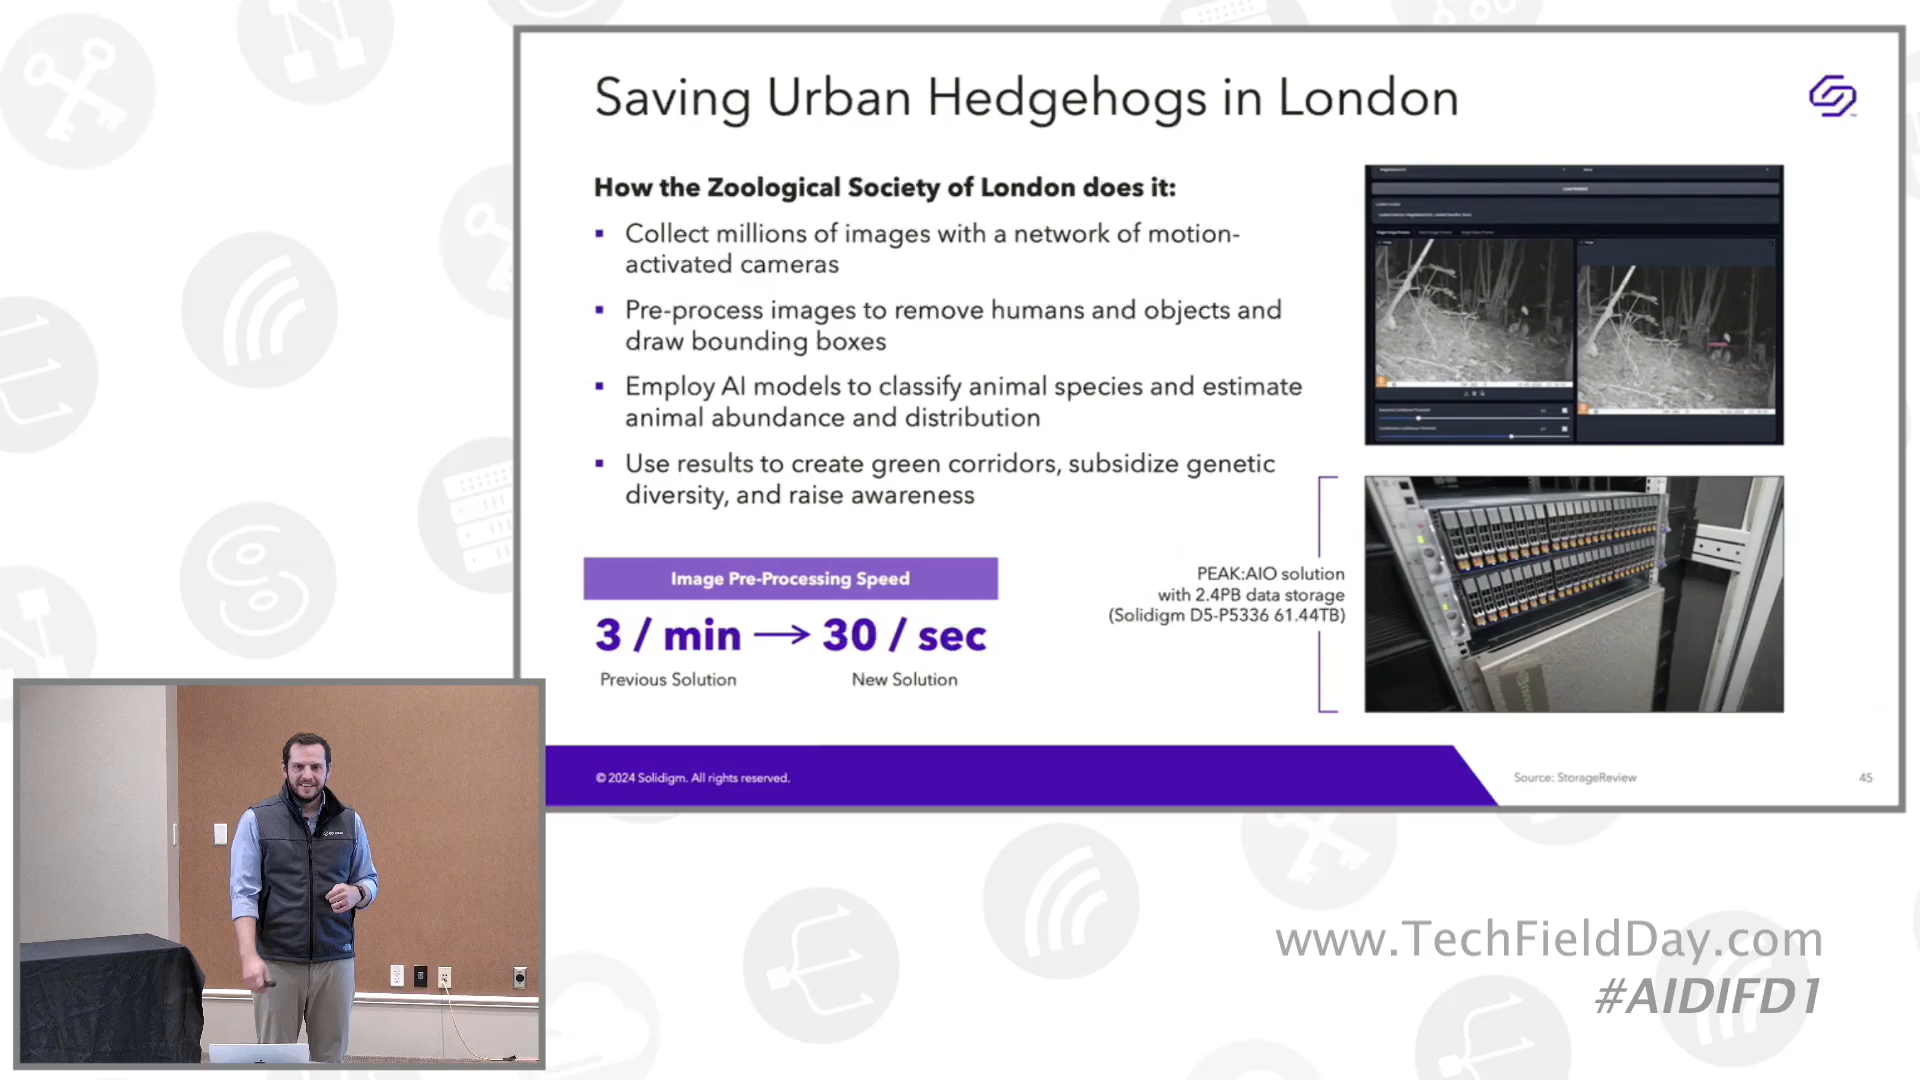 Saving Urban Hedgehogs in London
How the Zoological Society of London does it:
Collect millions of images with a network of motion-
activated cameras
Pre-process images to remove humans and objects and
draw bounding boxes
Employ AI models to classify animal species and estimate
animal abundance and distribution
Use results to create green corridors, subsidize genetic
diversity, and raise awareness
Image Pre-Processing Speed
3 / min → 30 / sec
Previous Solution
New Solution
PEAK:AIO solution
with 2.4PB data storage
(Solidigm D5-P5336 61.44TB)
© 2024 Solidigm. All rights reserved.
Source: StorageReview
45
www.TechFieldDay.com
#AIDIFD1